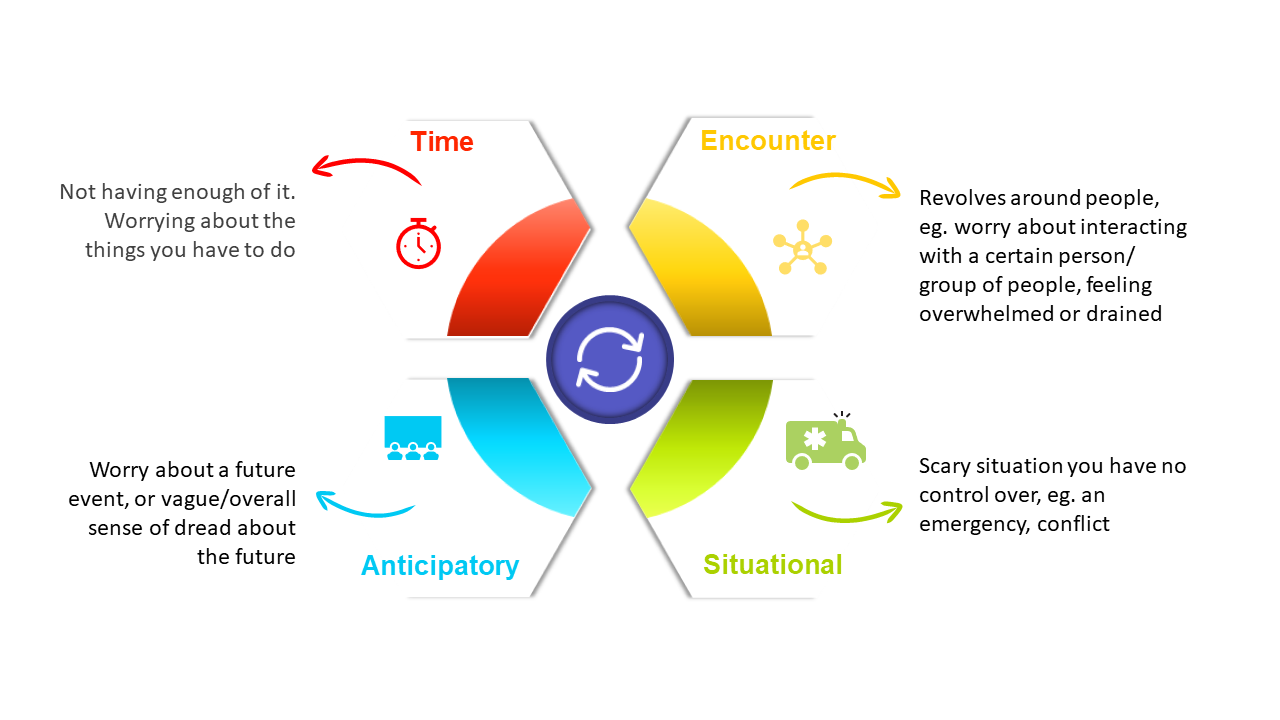 Time
Not having enough of it.
Worrying about the
things you have to do
Encounter
Revolves around people,
eg. worry about interacting
with a certain person/
group of people, feeling
overwhelmed or drained
Worry about a future
event, or vague/overall
sense of dread about
the future
Anticipatory
Scary situation you have no
control over, eg. an
emergency, conflict
Situational